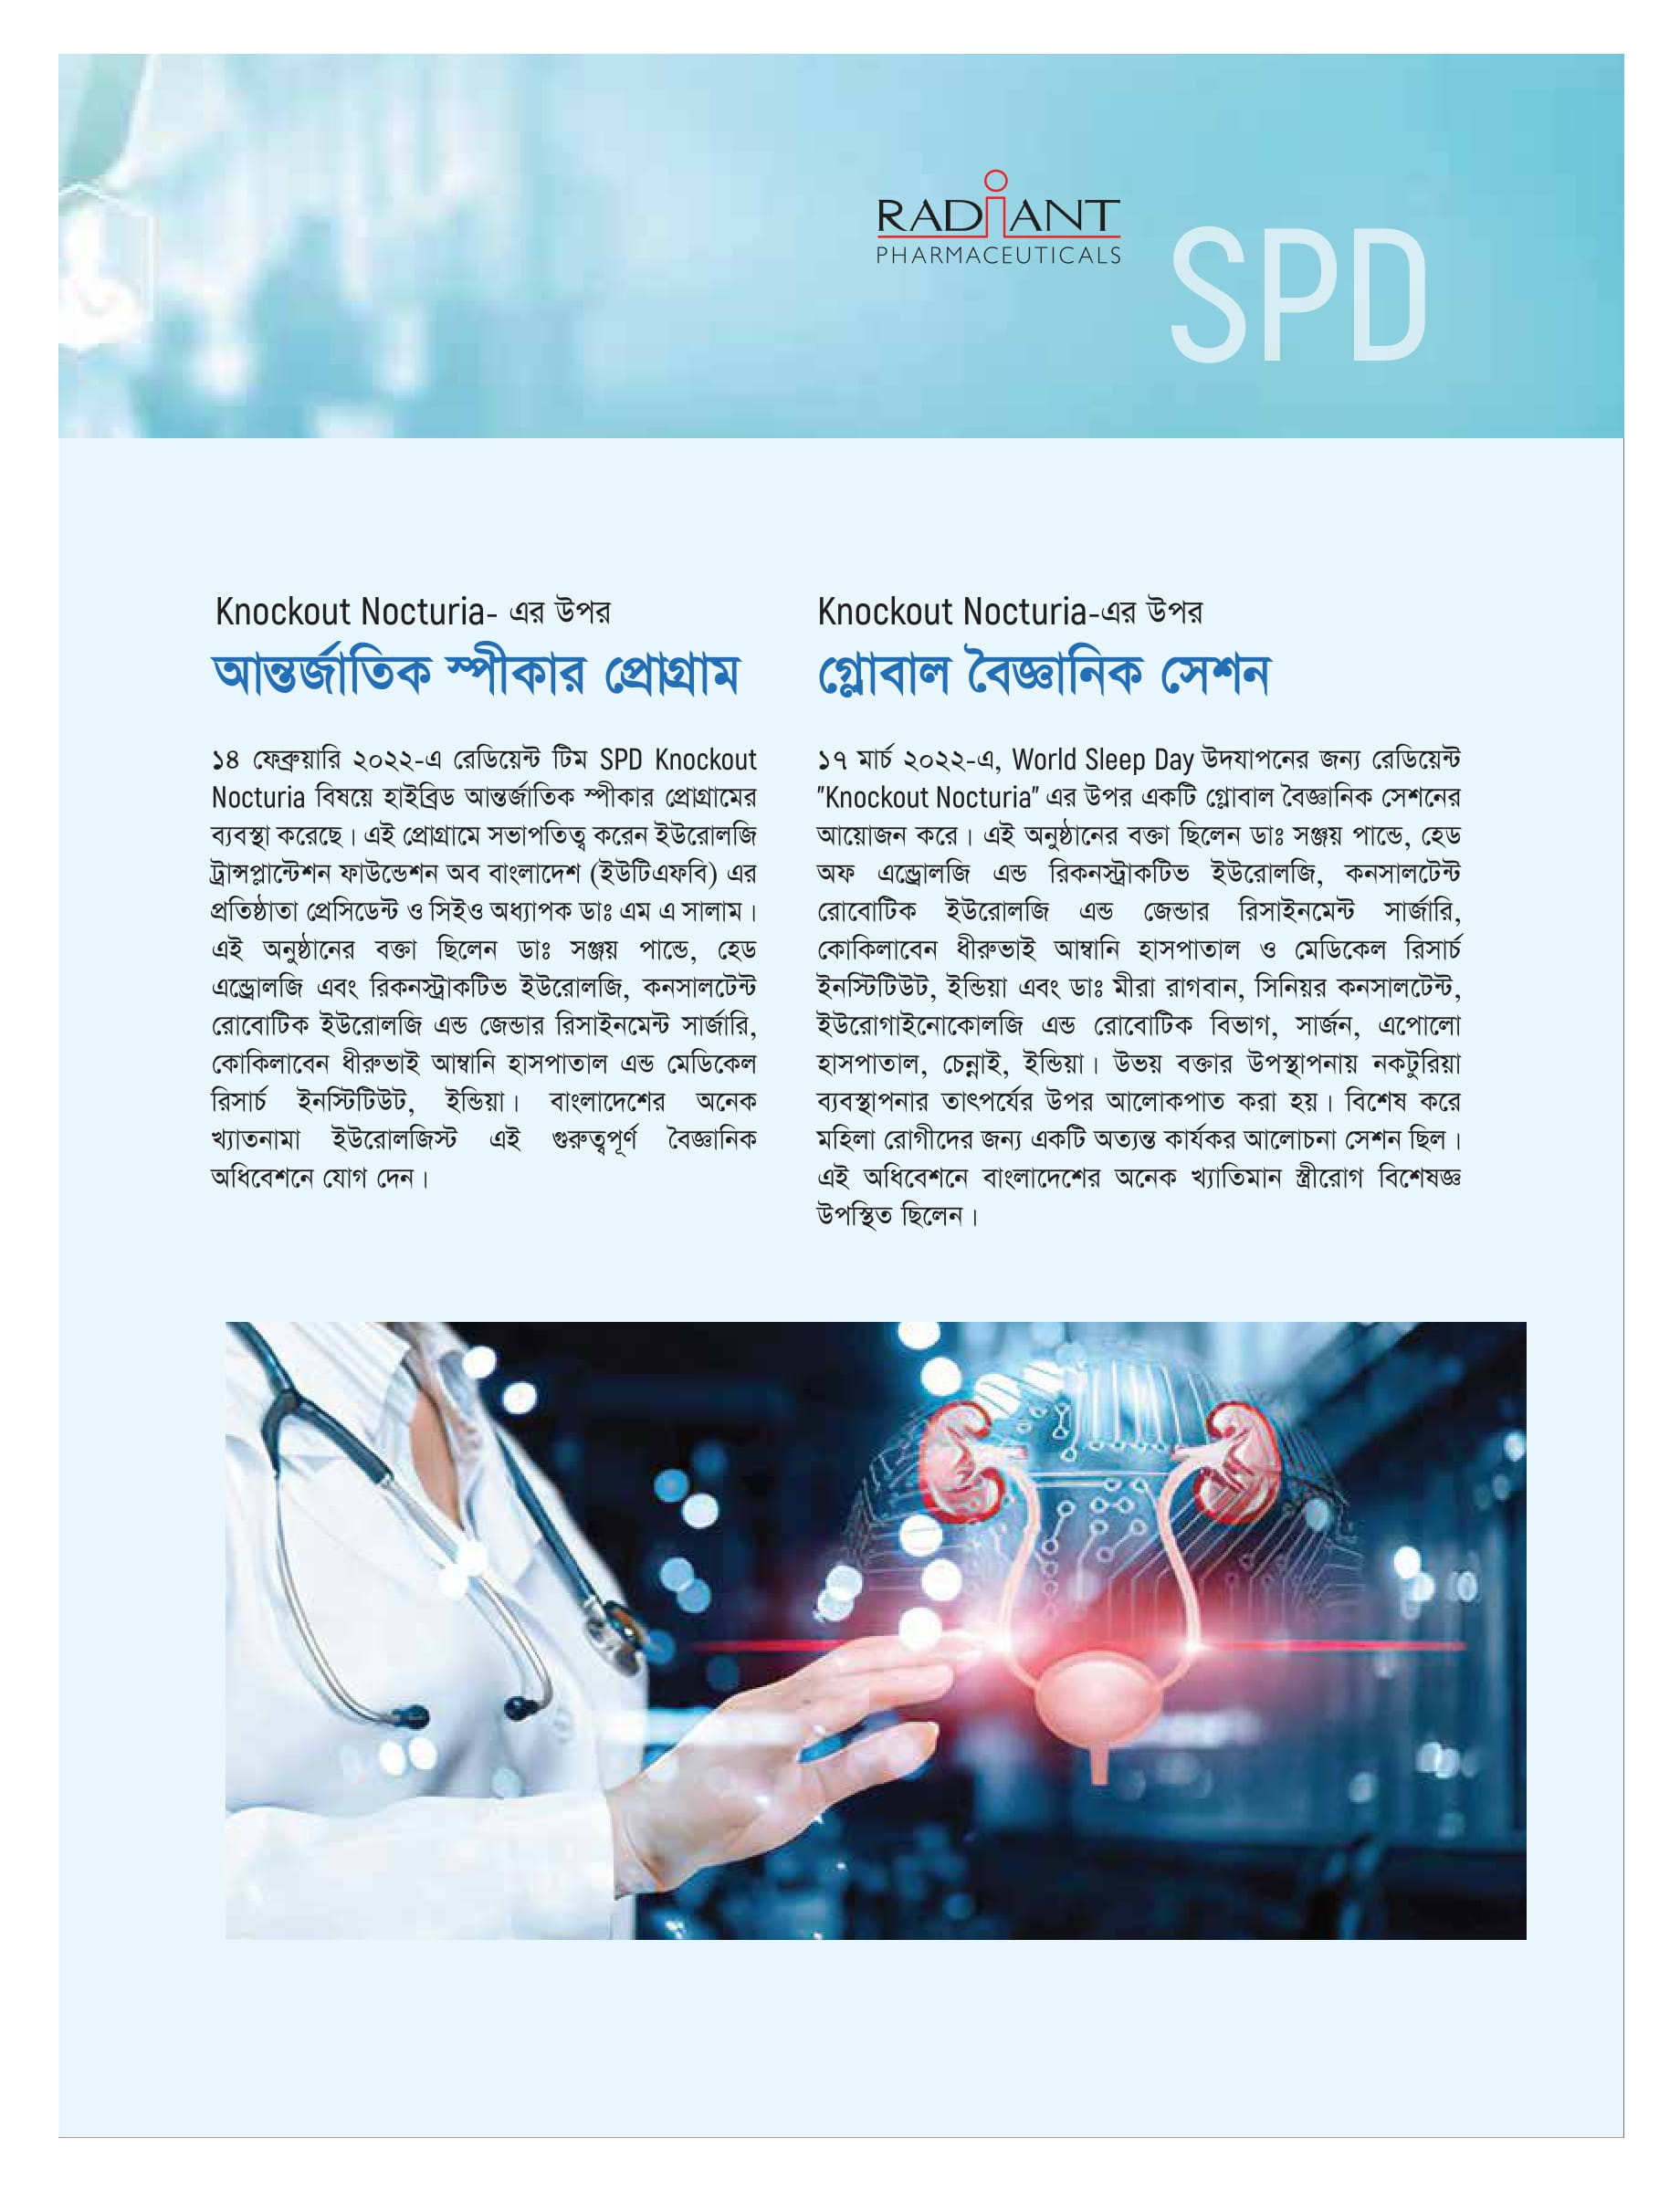 RADiANT
PHARMACEUTICALS
SPD
Knockout Nocturia- এর উপর
আন্তর্জাতিক স্পীকার প্রোগ্রাম
১৪ ফেব্রুয়ারি ২০২২-এ রেডিয়েন্ট টিম SPD Knockout
Nocturia বিষয়ে হাইব্রিড আন্তর্জাতিক স্পীকার প্রোগ্রামের
ব্যবস্থা করেছে। এই প্রোগ্রামে সভাপতিত্ব করেন ইউরোলজি
ট্রান্সপ্লান্টেশন ফাউন্ডেশন অব বাংলাদেশ (ইউটিএফবি) এর
প্রতিষ্ঠাতা প্রেসিডেন্ট ও সিইও অধ্যাপক ডাঃ এম এ সালাম।
এই অনুষ্ঠানের বক্তা ছিলেন ডাঃ সঞ্জয় পান্ডে, হেড
এন্ড্রোলজি এবং রিকনস্ট্রাকটিভ ইউরোলজি, কনসালটেন্ট
রোবোটিক ইউরোলজি এন্ড জেন্ডার রিসাইনমেন্ট সার্জারি,
কোকিলাবেন ধীরুভাই আম্বানি হাসপাতাল এন্ড মেডিকেল
রিসার্চ ইনস্টিটিউট, ইন্ডিয়া। বাংলাদেশের অনেক
খ্যাতনামা ইউরোলজিস্ট এই গুরুত্বপূর্ণ বৈজ্ঞানিক
অধিবেশনে যোগ দেন।
Knockout Nocturia-এর উপর
গ্লোবাল বৈজ্ঞানিক সেশন
১৭ মার্চ ২০২২-এ, World Sleep Day উদযাপনের জন্য রেডিয়েন্ট
"Knockout Nocturia" এর উপর একটি গ্লোবাল বৈজ্ঞানিক সেশনের
আয়োজন করে। এই অনুষ্ঠানের বক্তা ছিলেন ডাঃ সঞ্জয় পান্ডে, হেড
অফ এন্ড্রোলজি এন্ড রিকনস্ট্রাকটিভ ইউরোলজি, কনসালটেন্ট
রোবোটিক ইউরোলজি এন্ড জেন্ডার রিসাইনমেন্ট সার্জারি,
কোকিলাবেন ধীরুভাই আম্বানি হাসপাতাল ও মেডিকেল রিসার্চ
ইনস্টিটিউট, ইন্ডিয়া এবং ডাঃ মীরা রাগবান, সিনিয়র কনসালটেন্ট,
ইউরোগাইনোকোলজি এন্ড রোবোটিক বিভাগ, সার্জন, এপোলো
হাসপাতাল, চেন্নাই, ইন্ডিয়া। উভয় বক্তার উপস্থাপনায় নকটুরিয়া
ব্যবস্থাপনার তাৎপর্যের উপর আলোকপাত করা হয়। বিশেষ করে
মহিলা রোগীদের জন্য একটি অত্যন্ত কার্যকর আলোচনা সেশন ছিল।
এই অধিবেশনে বাংলাদেশের অনেক খ্যাতিমান স্ত্রীরোগ বিশেষজ্ঞ
উপস্থিত ছিলেন।